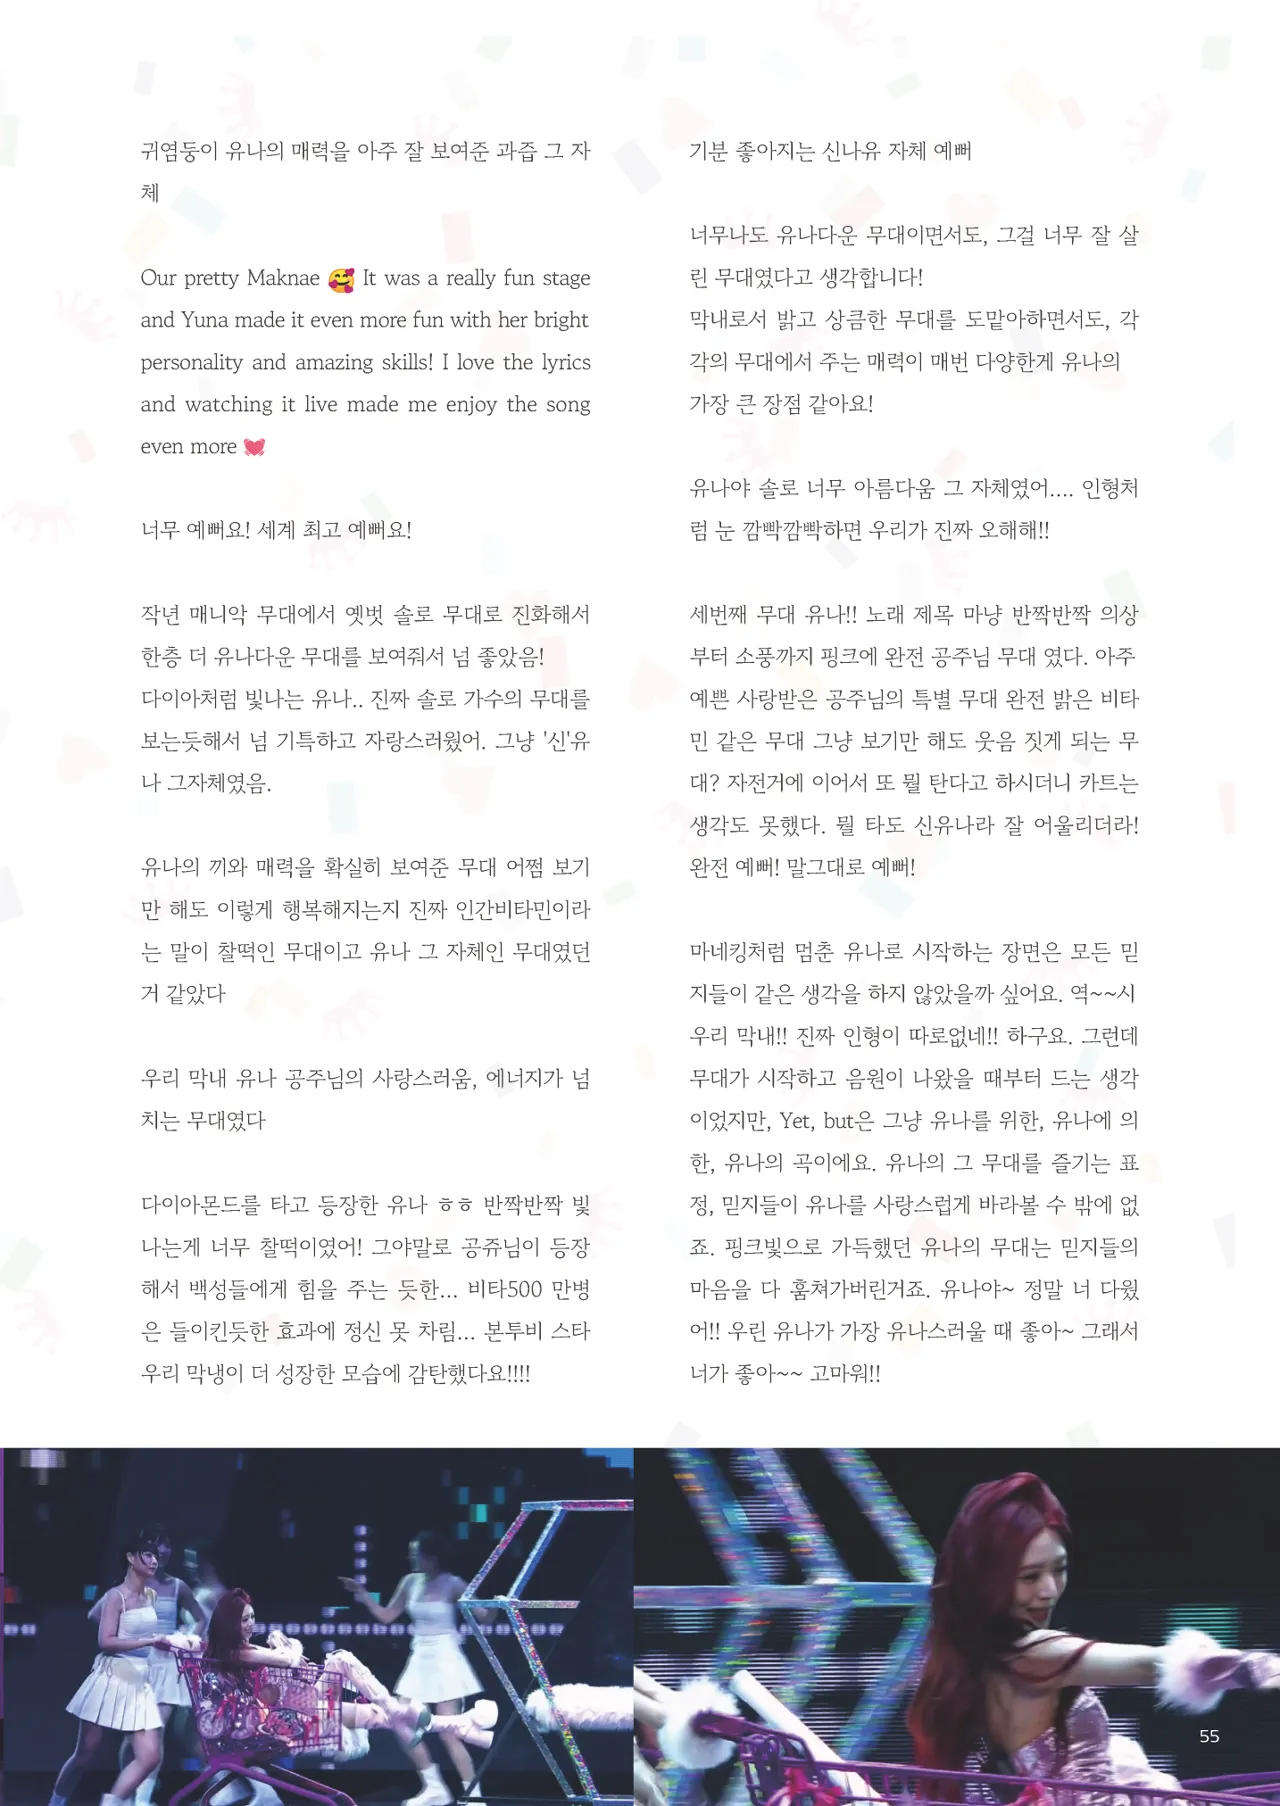 귀염둥이 유나의 매력을 아주 잘 보여준 과즙 그 자
체
Our pretty Maknae 🥰 It was a really fun stage
and Yuna made it even more fun with her bright
personality and amazing skills! I love the lyrics
and watching it live made me enjoy the song
even more 💓
너무 예뻐요! 세계 최고 예뻐요!
작년 매니악 무대에서 옛벗 솔로 무대로 진화해서
한층 더 유나다운 무대를 보여줘서 넘 좋았음!
다이아처럼 빛나는 유나.. 진짜 솔로 가수의 무대를
보는듯해서 넘 기특하고 자랑스러웠어. 그냥 '신'유
나 그자체였음.
유나의 끼와 매력을 확실히 보여준 무대 어쩜 보기
만 해도 이렇게 행복해지는지 진짜 인간비타민이라
는 말이 찰떡인 무대이고 유나 그 자체인 무대였던
거 같았다
우리 막내 유나 공주님의 사랑스러움, 에너지가 넘
치는 무대였다
다이아몬드를 타고 등장한 유나 ㅎㅎ 반짝반짝 빛
나는게 너무 찰떡이였어! 그야말로 공쥬님이 등장
해서 백성들에게 힘을 주는 듯한... 비타500 만병
은 들이킨듯한 효과에 정신 못 차림... 본투비 스타
우리 막냉이 더 성장한 모습에 감탄했다요!!!!
기분 좋아지는 신나유 자체 예뻐
너무나도 유나다운 무대이면서도, 그걸 너무 잘 살
린 무대였다고 생각합니다!
막내로서 밝고 상큼한 무대를 도맡아하면서도, 각
각의 무대에서 주는 매력이 매번 다양한게 유나의
가장 큰 장점 같아요!
유나야 솔로 너무 아름다움 그 자체였어.... 인형처
럼 눈 깜빡깜빡하면 우리가 진짜 오해해!!
세번째 무대 유나!! 노래 제목 마냥 반짝반짝 의상
부터 소풍까지 핑크에 완전 공주님 무대 였다. 아주
예쁜 사랑받은 공주님의 특별 무대 완전 밝은 비타
민 같은 무대 그냥 보기만 해도 웃음 짓게 되는 무
대? 자전거에 이어서 또 뭘 탄다고 하시더니 카트는
생각도 못했다. 뭘 타도 신유나라 잘 어울리더라!
완전 예뻐! 말그대로 예뻐!
마네킹처럼 멈춘 유나로 시작하는 장면은 모든 믿
지들이 같은 생각을 하지 않았을까 싶어요. 역~~시
우리 막내!! 진짜 인형이 따로없네!! 하구요. 그런데
무대가 시작하고 음원이 나왔을 때부터 드는 생각
이었지만, Yet, but은 그냥 유나를 위한, 유나에 의
한, 유나의 곡이에요. 유나의 그 무대를 즐기는 표
정, 믿지들이 유나를 사랑스럽게 바라볼 수 밖에 없
죠. 핑크빛으로 가득했던 유나의 무대는 믿지들의
마음을 다 훔쳐가버린거죠. 유나야~ 정말 너 다웠
어!! 우린 유나가 가장 유나스러울 때 좋아~ 그래서
너가 좋아~~ 고마워!!
55